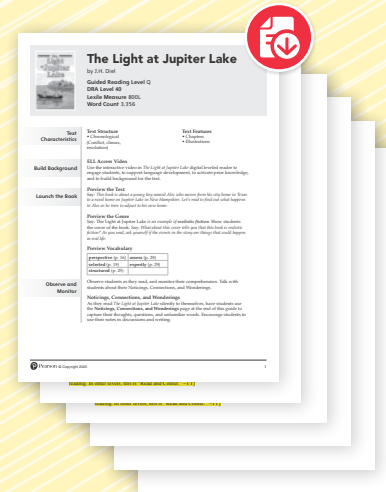 The Light at Jupiter Lake
by J.H. Diel
Guided Reading Level Q
DRA Level 40
Lexile Measure 800L
Word Count 3,356
The Light
at Jupiter
Lake
Text
Characteristics
Text Structure
• Chronological
(Conflict, climax,
resolution)
Text Features
• Chapters
• Illustrations
Build Background
ELL Access Video
Use the interactive video in The Light at Jupiter Lake digital leveled reader to
engage students, to support language development, to activate prior knowledge,
and to build background for the text.
Launch the Book
Preview the Text
Say: This book is about a young boy named Alec who moves from his city home in Texas
to a rural home on Jupiter Lake in New Hampshire. Let's read to find out what happens
to Alec as he tries to adjust to his new home.
Preview the Genre
Say: The Light at Jupiter Lake is an example of realistic fiction. Show students
the cover of the book. Say: What about this cover tells you that this book is realistic
fiction? As you read, ask yourself if the events in the story are things that could happen
in real life.
Preview Vocabulary
perspective (p. 16) assess (p. 29)
selected (p. 19) expertly (p. 29)
structured (p. 25)
Observe and
Monitor
Observe students as they read, and monitor their comprehension. Talk with
students about their Noticings, Connections, and Wonderings.
Noticings, Connections, and Wonderings
As they read The Light at Jupiter Lake silently to themselves, have students use
the Noticings, Connections, and Wonderings page at the end of this guide to
capture their thoughts, questions, and unfamiliar words. Encourage students to
use their notes in discussions and writing.
Pearson © Copyright 2020
1